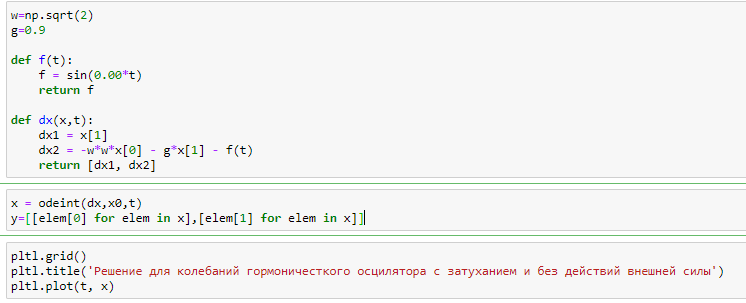 w=np.sqrt(2)
g=0.9
def f(t):
    f = sin(0.00*t)
    return f
def dx(x,t):
    dx1 = x[1]
    dx2 = -w*w*x[0] - g*x[1] - f(t)
    return [dx1, dx2]
x = odeint(dx,x0,t)
y=[[elem[0] for elem in x],[elem[1] for elem in x]]
pltl.grid()
pltl.title('Решение для колебаний гормоничесткого осцилятора с затуханием и без действий внешней силы')
pltl.plot(t, x)